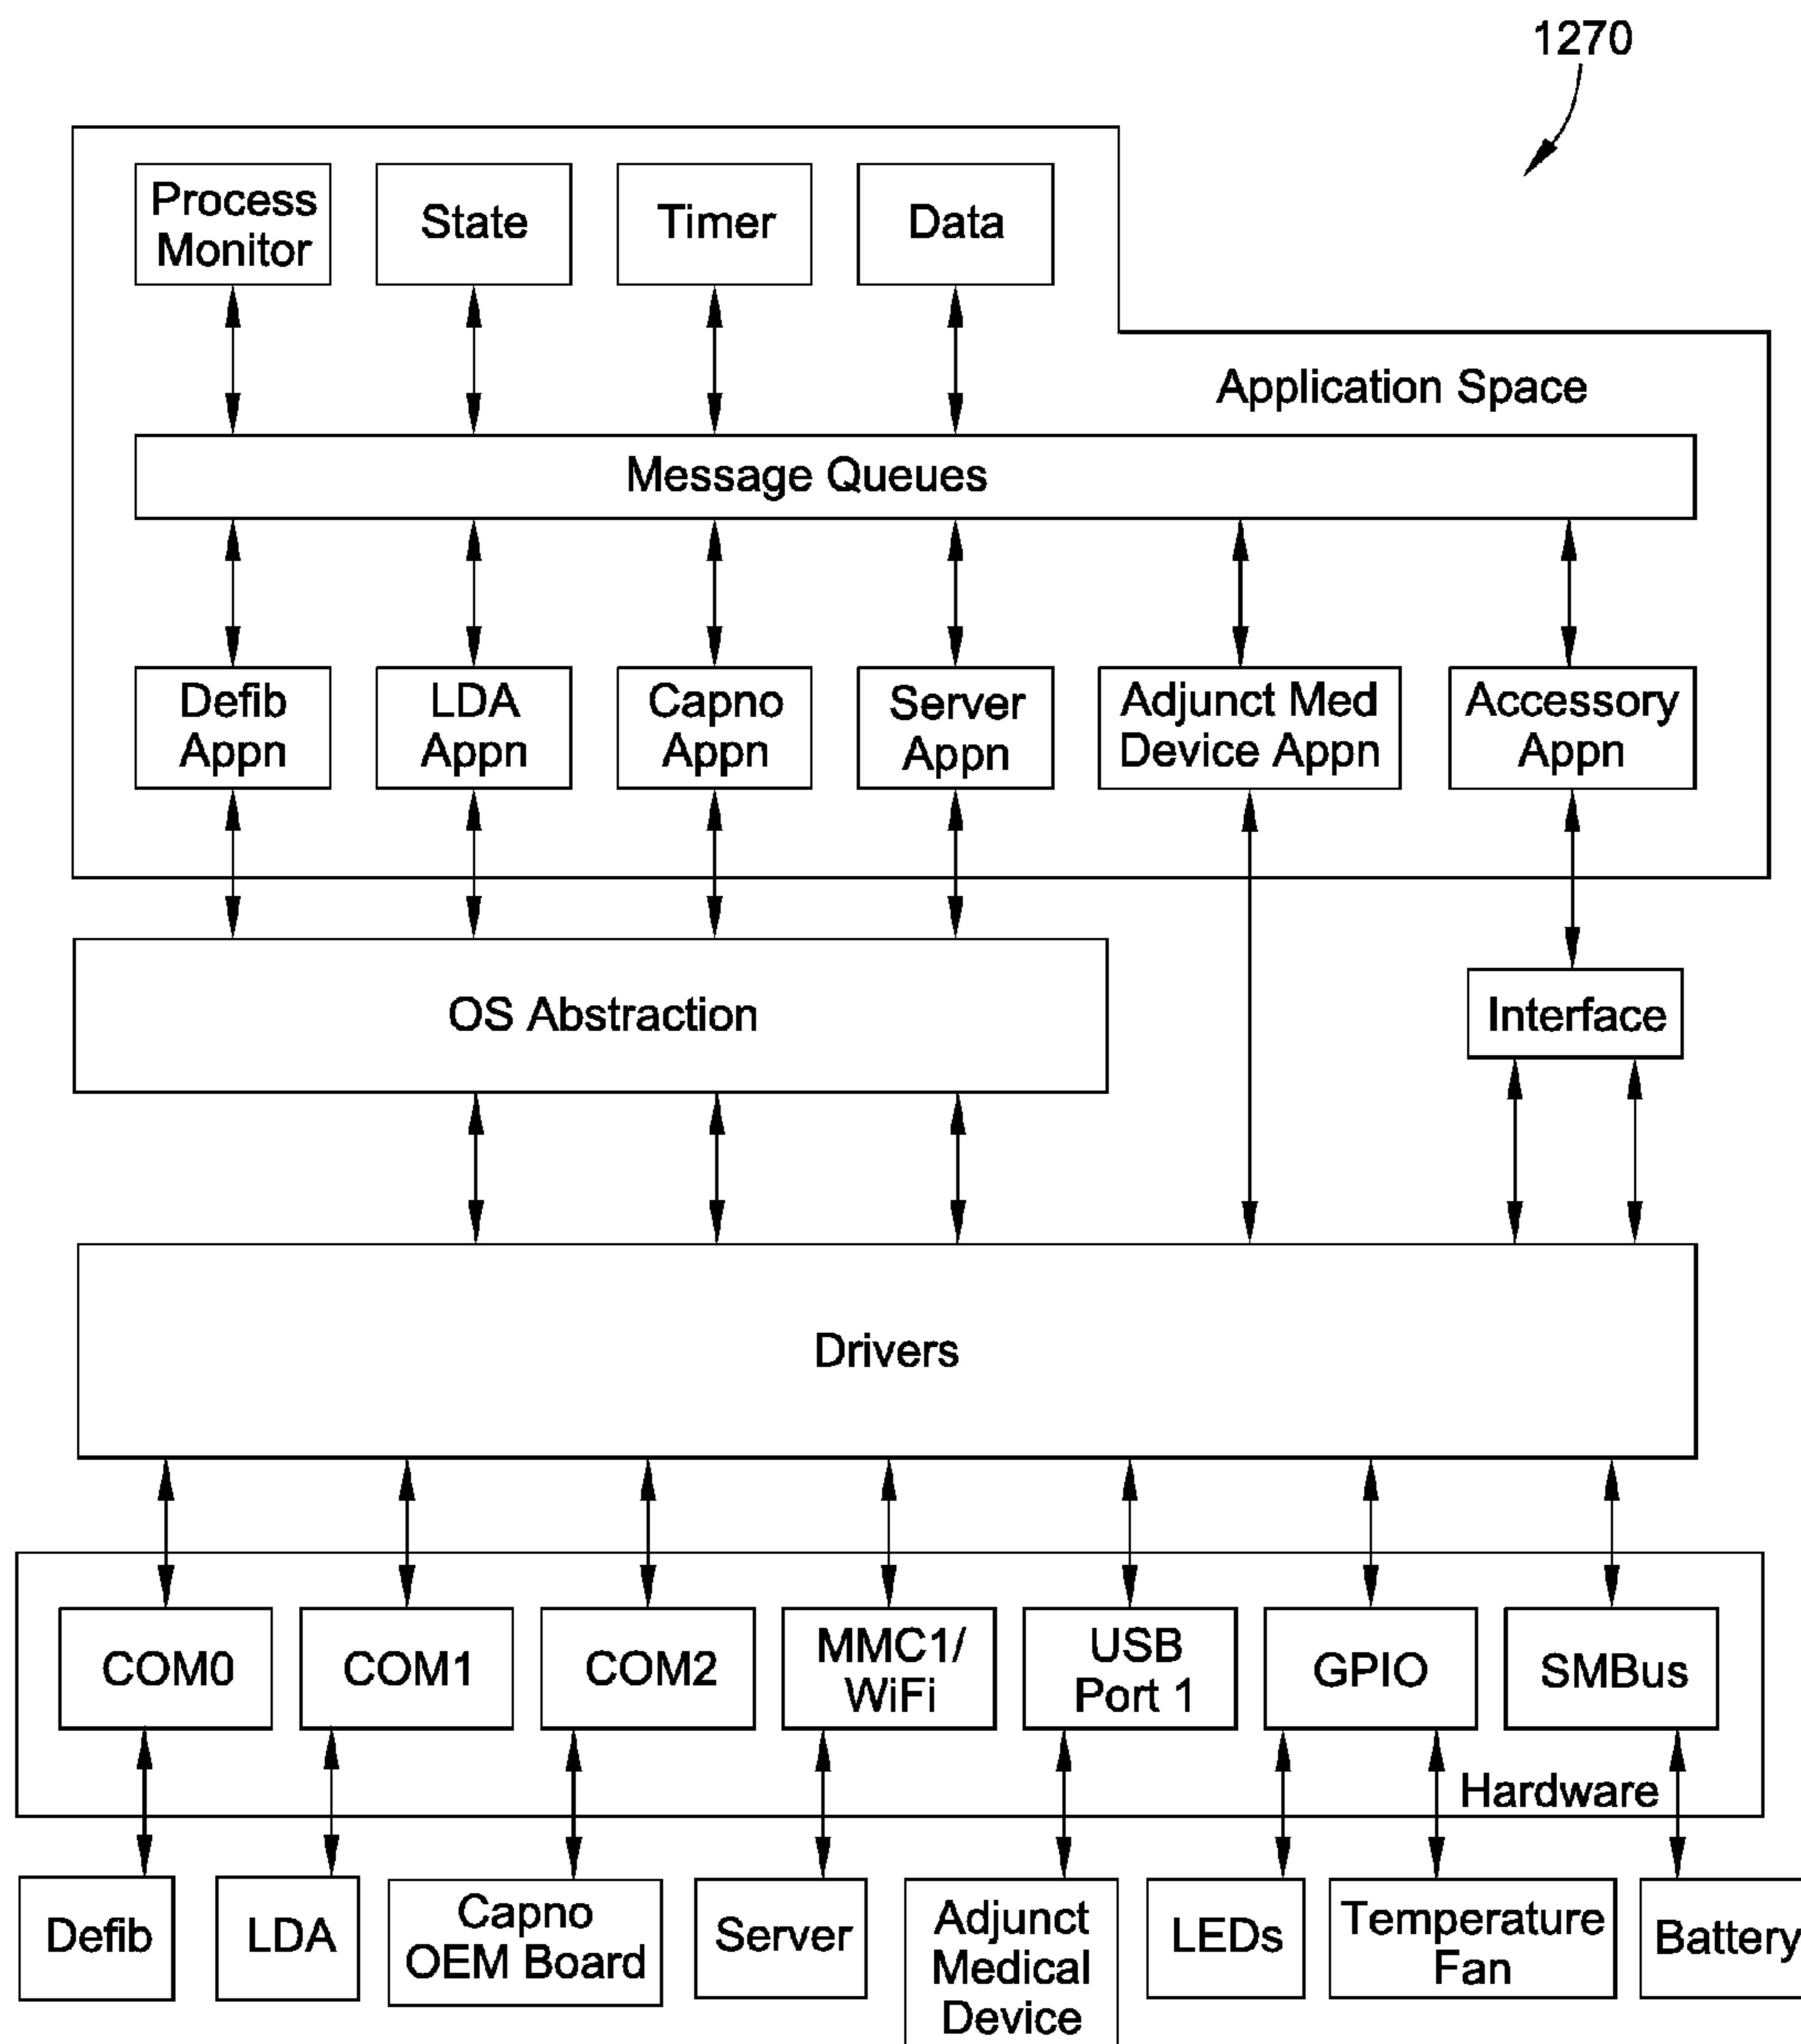 1270
Process
Monitor
State
Timer
Data
Application Space
Message Queues
Defib
Appn
LDA
Appn
Capno
Appn
Server
Appn
Adjunct Med
Device Appn
Accessory
Appn
OS Abstraction
Interface
Drivers
COM0
COM1
COM2
MMC1/
WiFi
USB
Port 1
GPIO
SMBus
Hardware
Defib
LDA
Capno
OEM Board
Server
Adjunct
Medical
Device
LEDs
Temperature
Fan
Battery